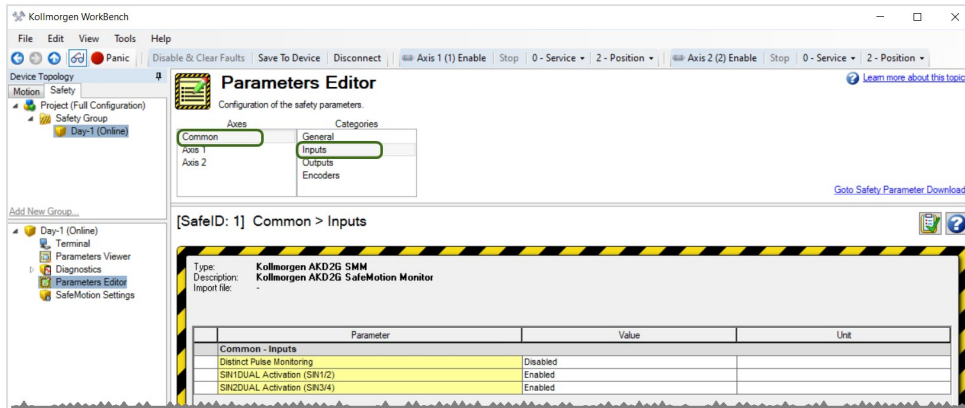 Kollmorgen WorkBench
File Edit View Tools Help
Panic Disable & Clear Faults Save To Device Disconnect Axis 1 (1) Enable Stop 0 - Service 2 - Position Axis 2 (2) Enable Stop 0 - Service 2 - Position
Device Topology
Motion Safety
Project (Full Configuration)
Safety Group
Day-1 (Online)
Add New Group...
Day-1 (Online)
Terminal
Parameters Viewer
Diagnostics
Parameters Editor
SafeMotion Settings
Parameters Editor
Learn more about this topic
Configuration of the safety parameters.
Axes Categories
Common General
Axis 1 Inputs
Axis 2 Outputs
Encoders
Goto Safety Parameter Download
[SafeID: 1] Common > Inputs
Type: Kollmorgen AKD2G SMM
Description: Kollmorgen AKD2G SafeMotion Monitor
Import file: -
Parameter Value Unit
Common - Inputs
Distinct Pulse Monitoring Disabled
SIN1DUAL Activation (SIN1/2) Enabled
SIN2DUAL Activation (SIN3/4) Enabled